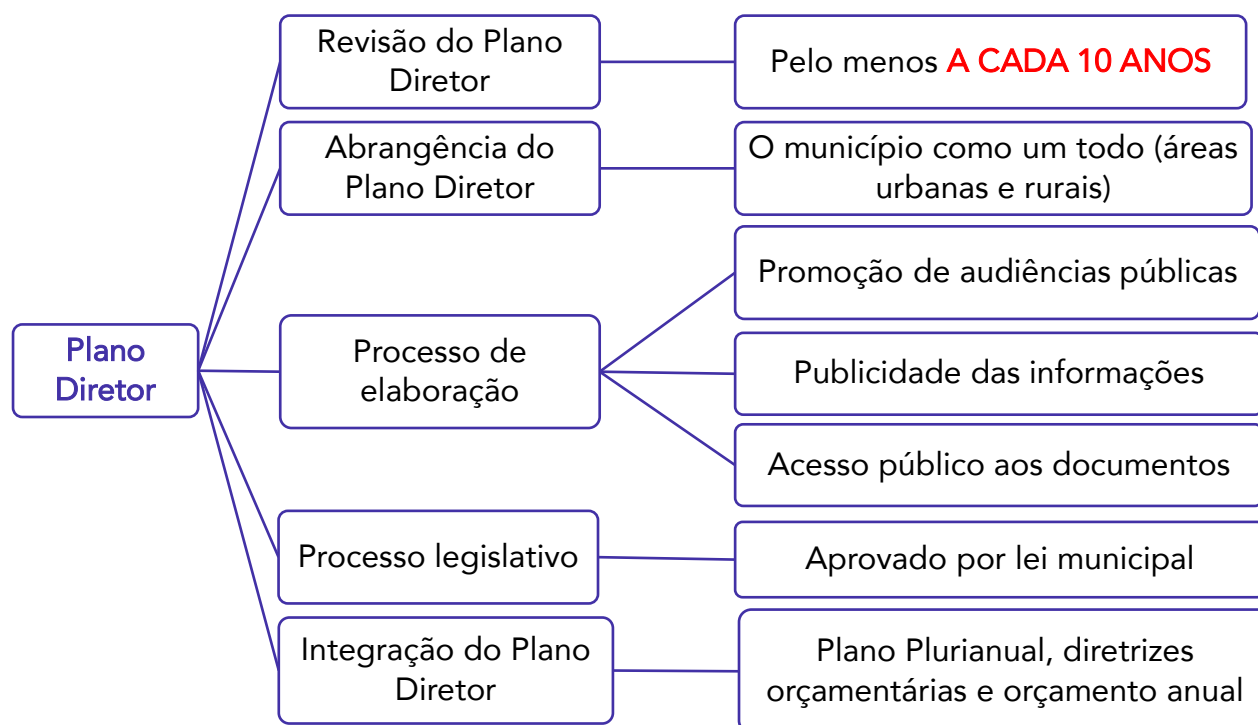 Plano
Diretor
Revisão do Plano
Diretor
Pelo menos A CADA 10 ANOS
Abrangência do
Plano Diretor
O município como um todo (áreas
urbanas e rurais)
Processo de
elaboração
Promoção de audiências públicas
Publicidade das informações
Acesso público aos documentos
Processo legislativo
Aprovado por lei municipal
Integração do Plano
Diretor
Plano Plurianual, diretrizes
orçamentárias e orçamento anual